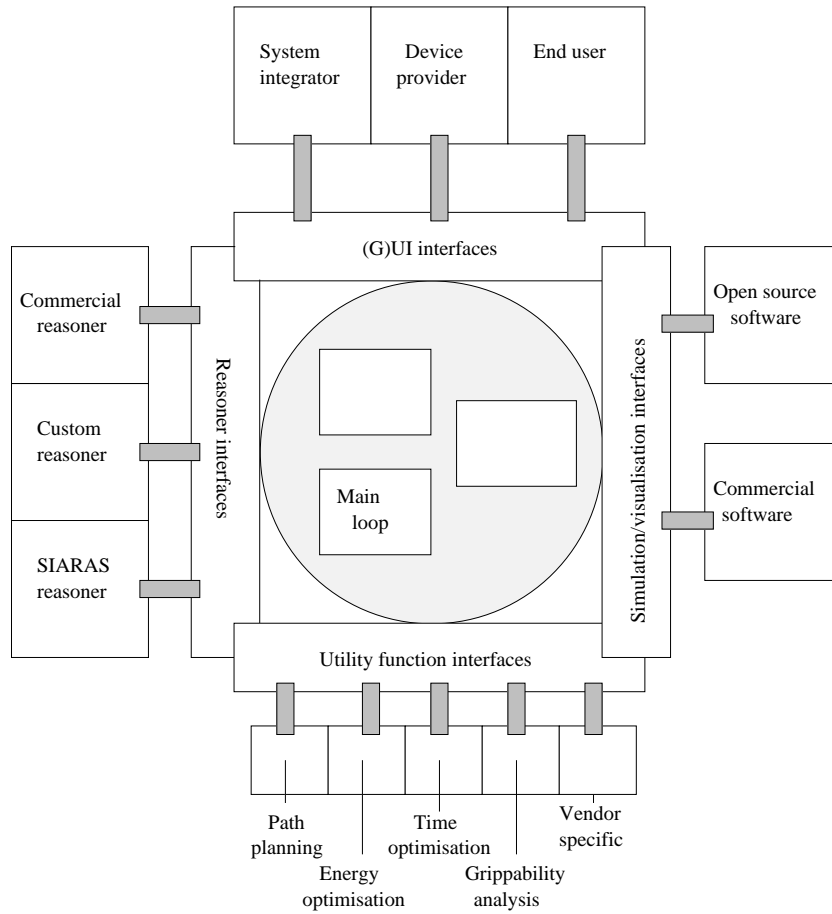 System
integrator
Device
provider
End user
(G)UI interfaces
Commercial
reasoner
Custom
reasoner
SIARAS
reasoner
Reasoner interfaces
Main
loop
Simulation/visualisation interfaces
Open source
software
Commercial
software
Utility function interfaces
Path
planning
Energy
optimisation
Time
optimisation
Grippability
analysis
Vendor
specific